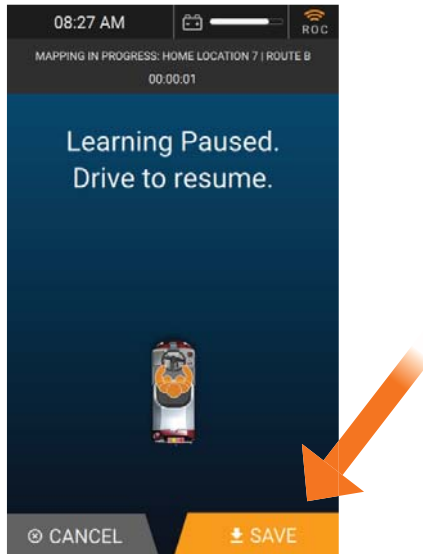 08:27 AM
ROC
MAPPING IN PROGRESS: HOME LOCATION 7 | ROUTE B
00:00:01
Learning Paused.
Drive to resume.
CANCEL
SAVE